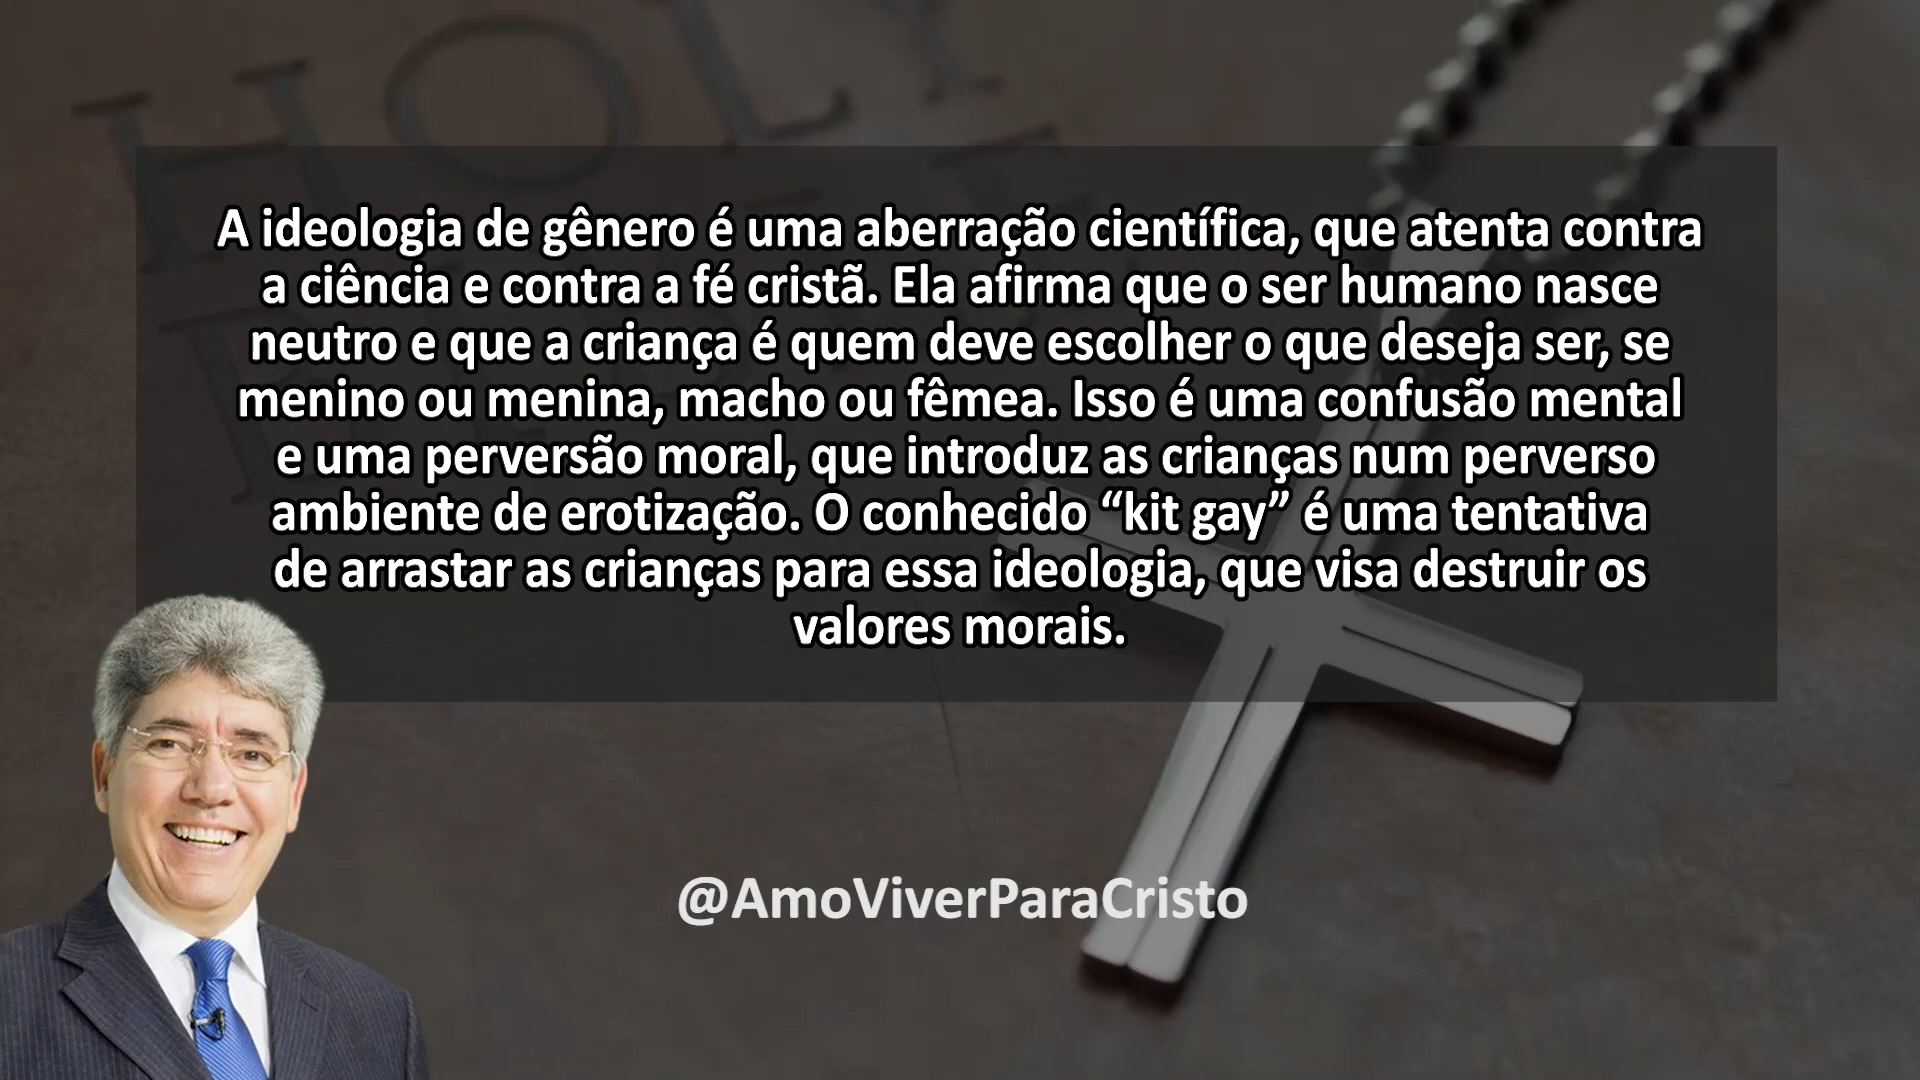 HOLY
A ideologia de gênero é uma aberração científica, que atenta contra
a ciência e contra a fé cristã. Ela afirma que o ser humano nasce
neutro e que a criança é quem deve escolher o que deseja ser, se
menino ou menina, macho ou fêmea. Isso é uma confusão mental
e uma perversão moral, que introduz as crianças num perverso
ambiente de erotização. O conhecido “kit gay” é uma tentativa
de arrastar as crianças para essa ideologia, que visa destruir os
valores morais.
@AmoViverParaCristo